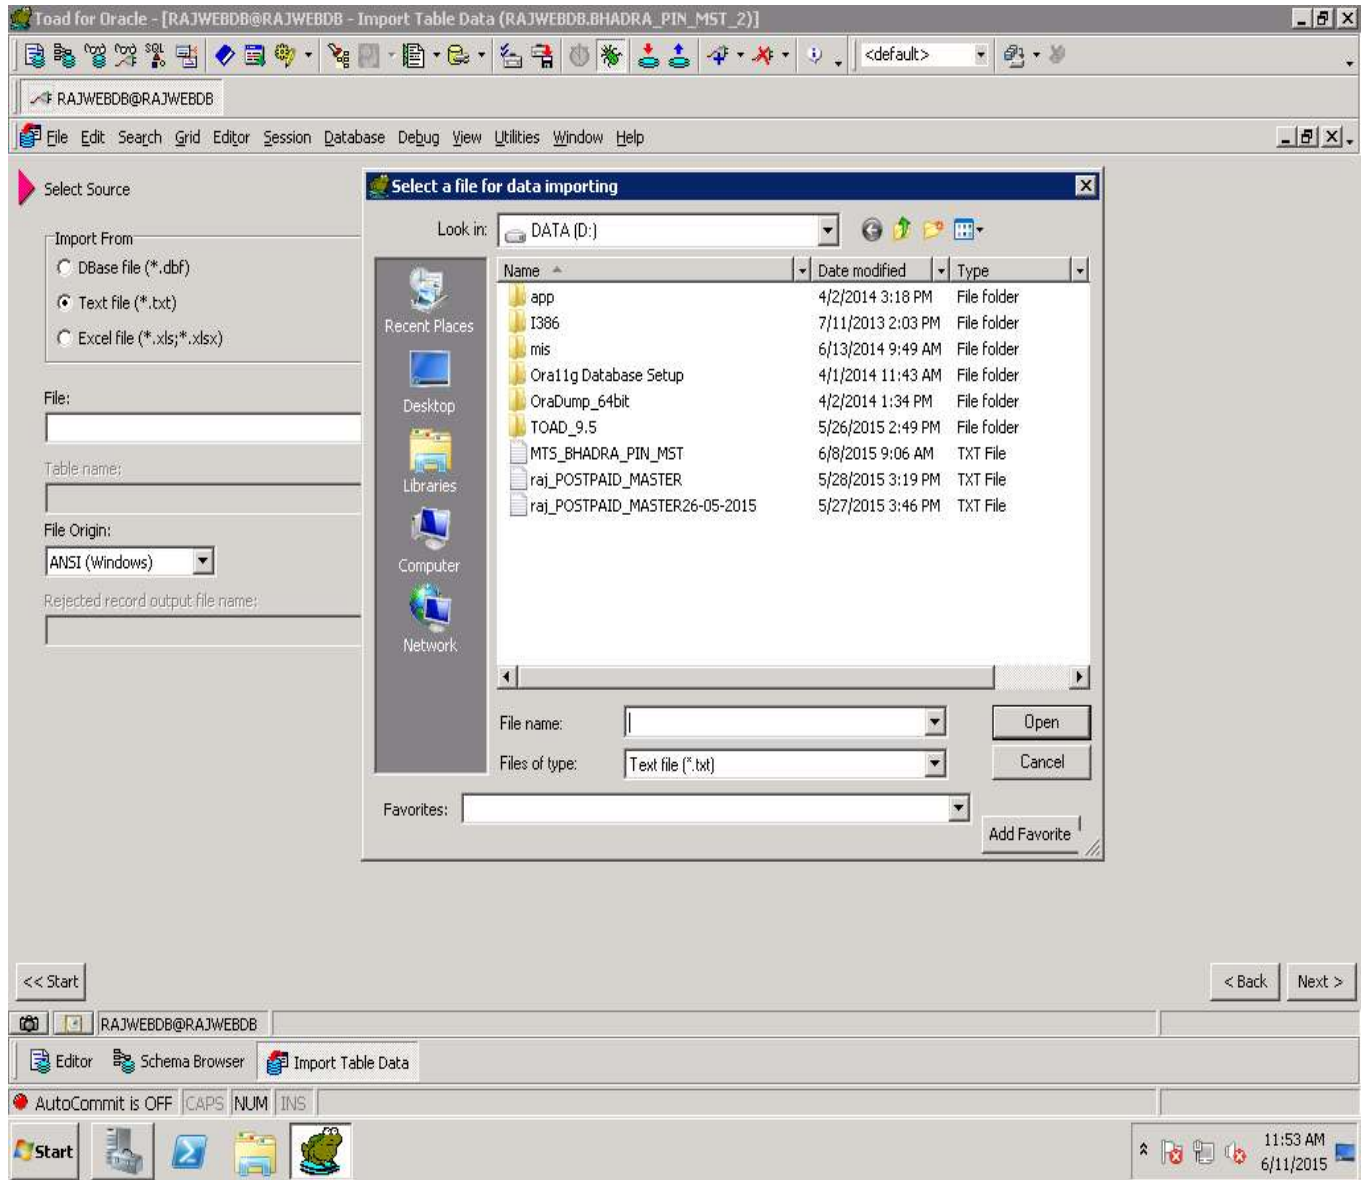 Toad for Oracle - [RAJWEBDB@RAJWEBDB - Import Table Data (RAJWEBDB.BHADRA_PIN_MST_2)]
SQL
<default>
RAJWEBDB@RAJWEBDB
File Edit Search Grid Editor Session Database Debug View Utilities Window Help
Select Source
Import From
DBase file (*.dbf)
Text file (*.txt)
Excel file (*.xls;*.xlsx)
File:
Table name:
File Origin:
ANSI (Windows)
Rejected record output file name:
Select a file for data importing
Look in: DATA (D:)
Recent Places
Desktop
Libraries
Computer
Network
Name Date modified Type
app 4/2/2014 3:18 PM File folder
I386 7/11/2013 2:03 PM File folder
mis 6/13/2014 9:49 AM File folder
Ora11g Database Setup 4/1/2014 11:43 AM File folder
OraDump_64bit 4/2/2014 1:34 PM File folder
TOAD_9.5 5/26/2015 2:49 PM File folder
MTS_BHADRA_PIN_MST 6/8/2015 9:06 AM TXT File
raj_POSTPAID_MASTER 5/28/2015 3:19 PM TXT File
raj_POSTPAID_MASTER26-05-2015 5/27/2015 3:46 PM TXT File
File name: Open
Files of type: Text file (*.txt) Cancel
Favorites:
Add Favorite
<< Start < Back Next >
RAJWEBDB@RAJWEBDB
Editor Schema Browser Import Table Data
AutoCommit is OFF CAPS NUM INS
Start
11:53 AM
6/11/2015